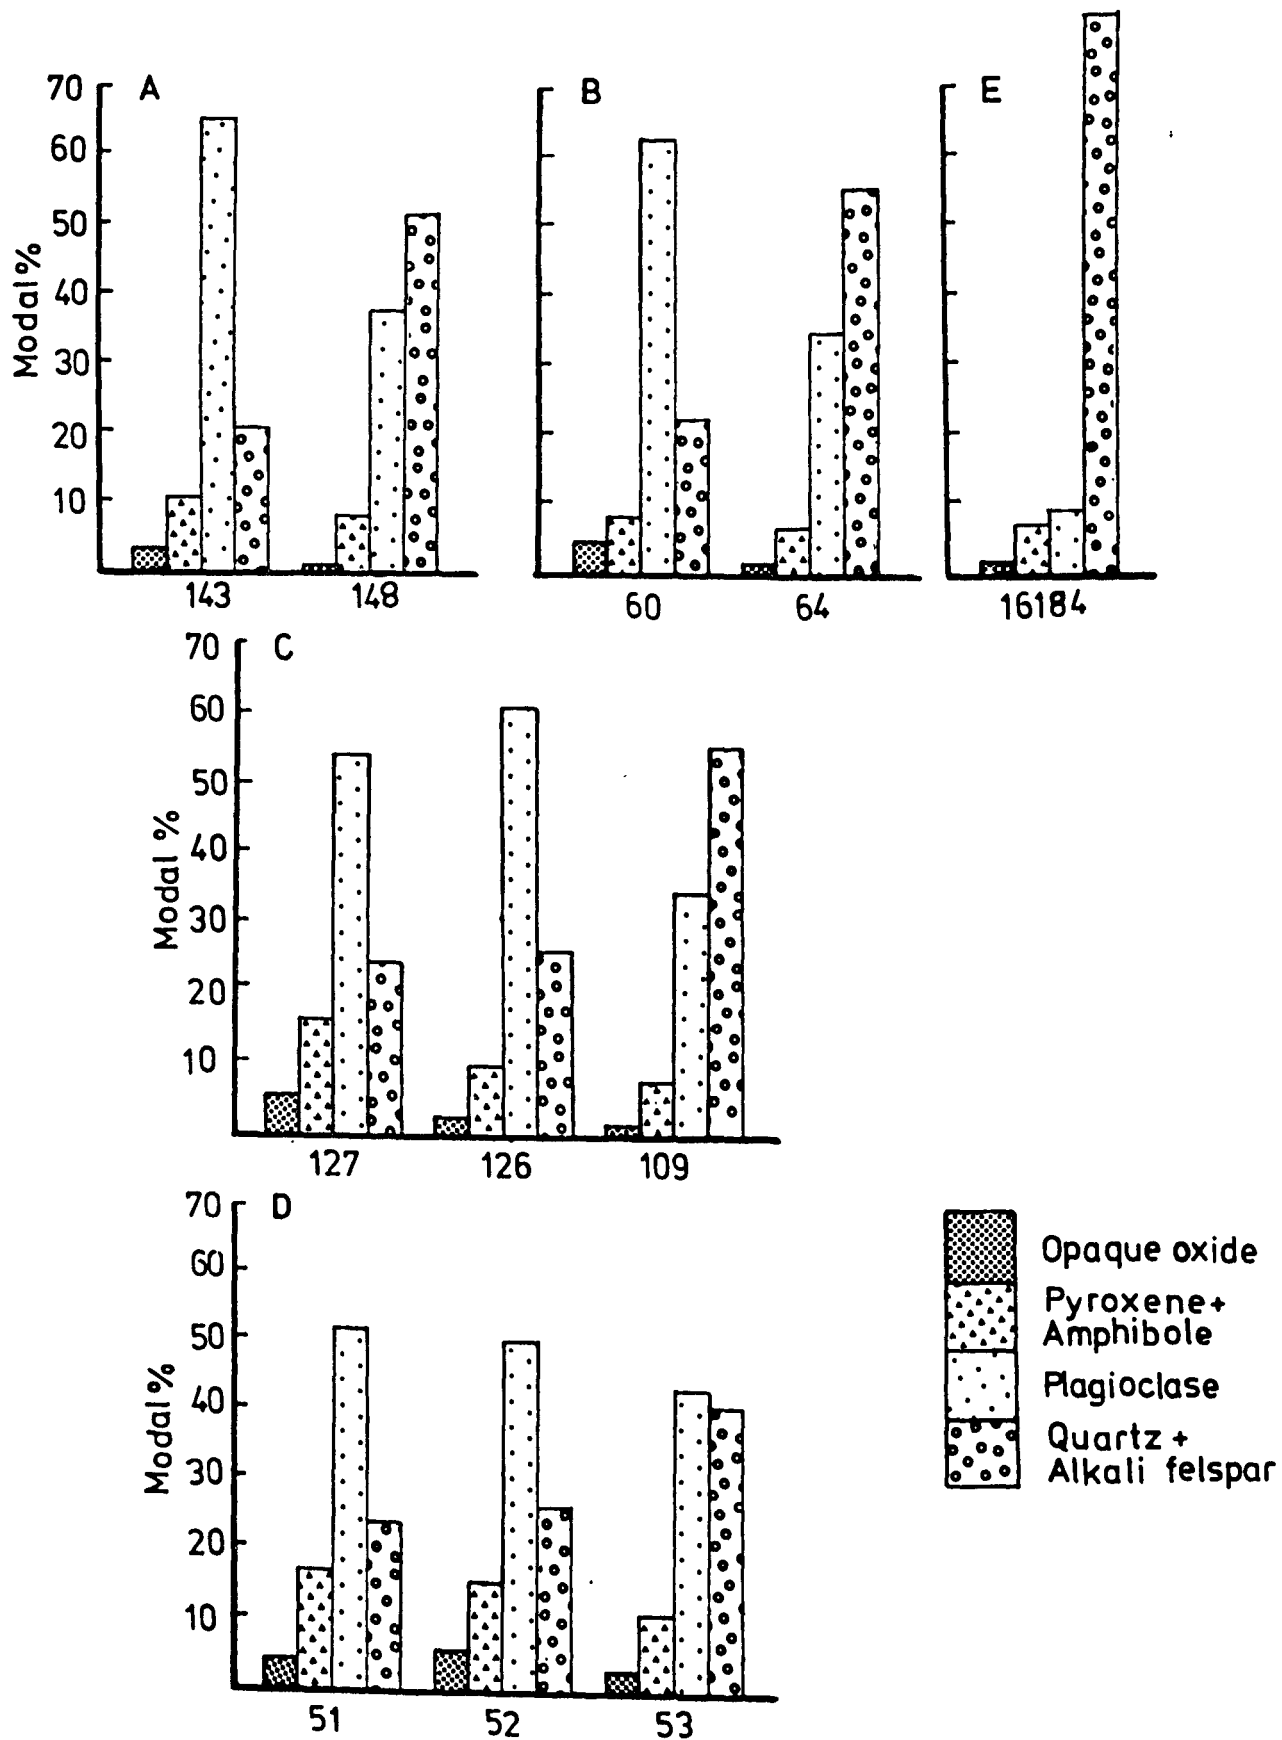 A
70
60
50
40
30
20
10
Modal %
143 148
B
60 64
E
16184
C
70
60
50
40
30
20
10
Modal %
127 126 109
D
70
60
50
40
30
20
10
Modal %
51 52 53
Opaque oxide
Pyroxene+
Amphibole
Plagioclase
Quartz +
Alkali felspar